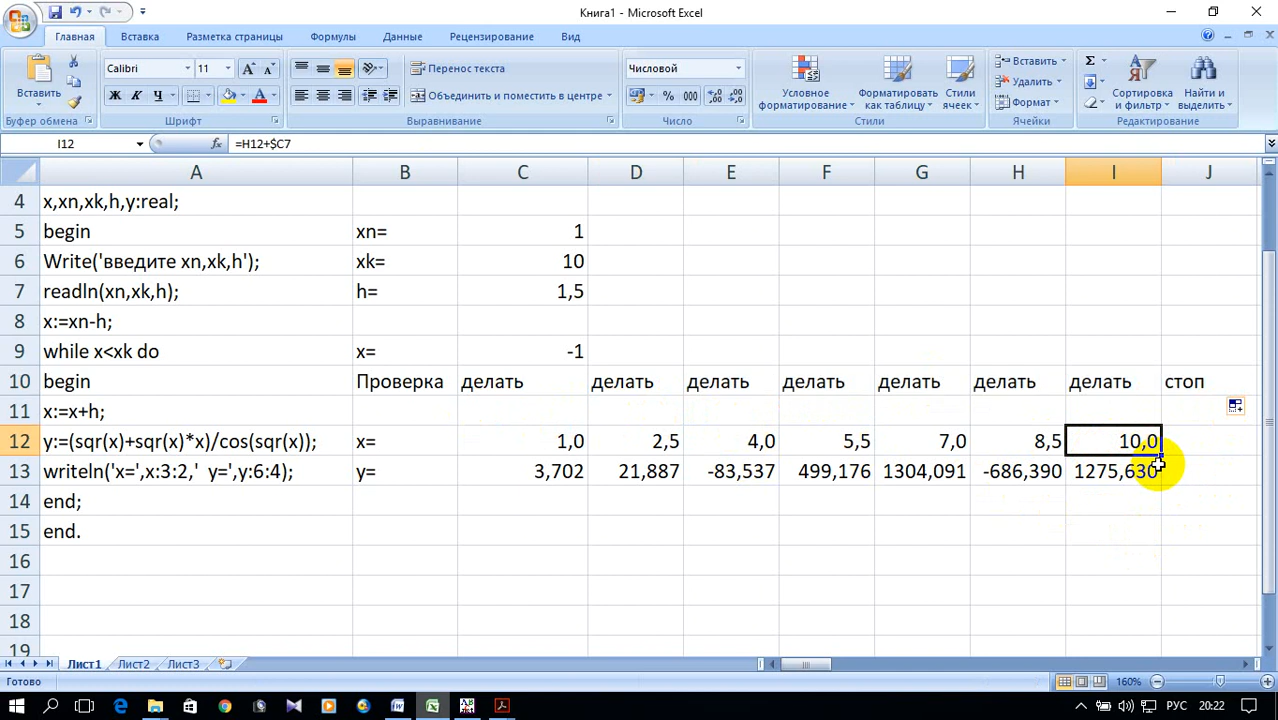 Книга1 - Microsoft Excel
Главная Вставка Разметка страницы Формулы Данные Рецензирование Вид
Вставить
Calibri 11
Ж К Ч
Перенос текста
Объединить и поместить в центре
Числовой
% 000
Условное форматирование
Форматировать как таблицу
Стили ячеек
Вставить
Удалить
Формат
Σ
Сортировка и фильтр
Найти и выделить
Буфер обмена Шрифт Выравнивание Число Стили Ячейки Редактирование
I12 fx =H12+$C7
A B C D E F G H I J
4 x,xn,xk,h,y:real;
5 begin xn= 1
6 Write('введите xn,xk,h'); xk= 10
7 readln(xn,xk,h); h= 1,5
8 x:=xn-h;
9 while x<xk do x= -1
10 begin Проверка делать делать делать делать делать делать делать стоп
11 x:=x+h;
12 y:=(sqr(x)+sqr(x)*x)/cos(sqr(x)); x= 1,0 2,5 4,0 5,5 7,0 8,5 10,0
13 writeln('x=',x:3:2,' y=',y:6:4); y= 3,702 21,887 -83,537 499,176 1304,091 -686,390 1275,630
14 end;
15 end.
16
17
18
19
Лист1 Лист2 Лист3
Готово 160%
РУС 20:22